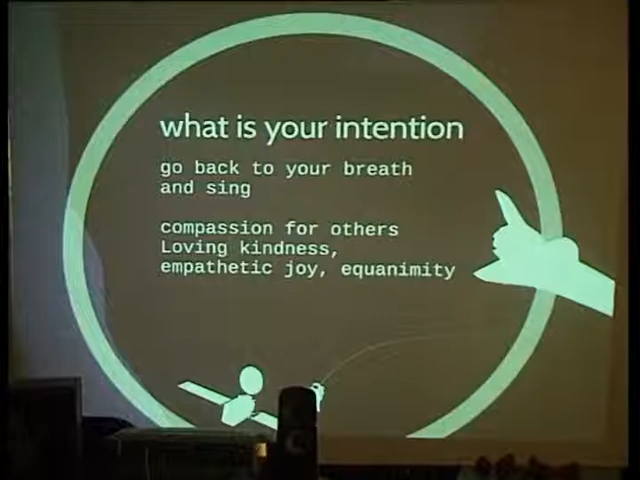 what is your intention
go back to your breath
and sing
compassion for others
Loving kindness,
empathetic joy, equanimity